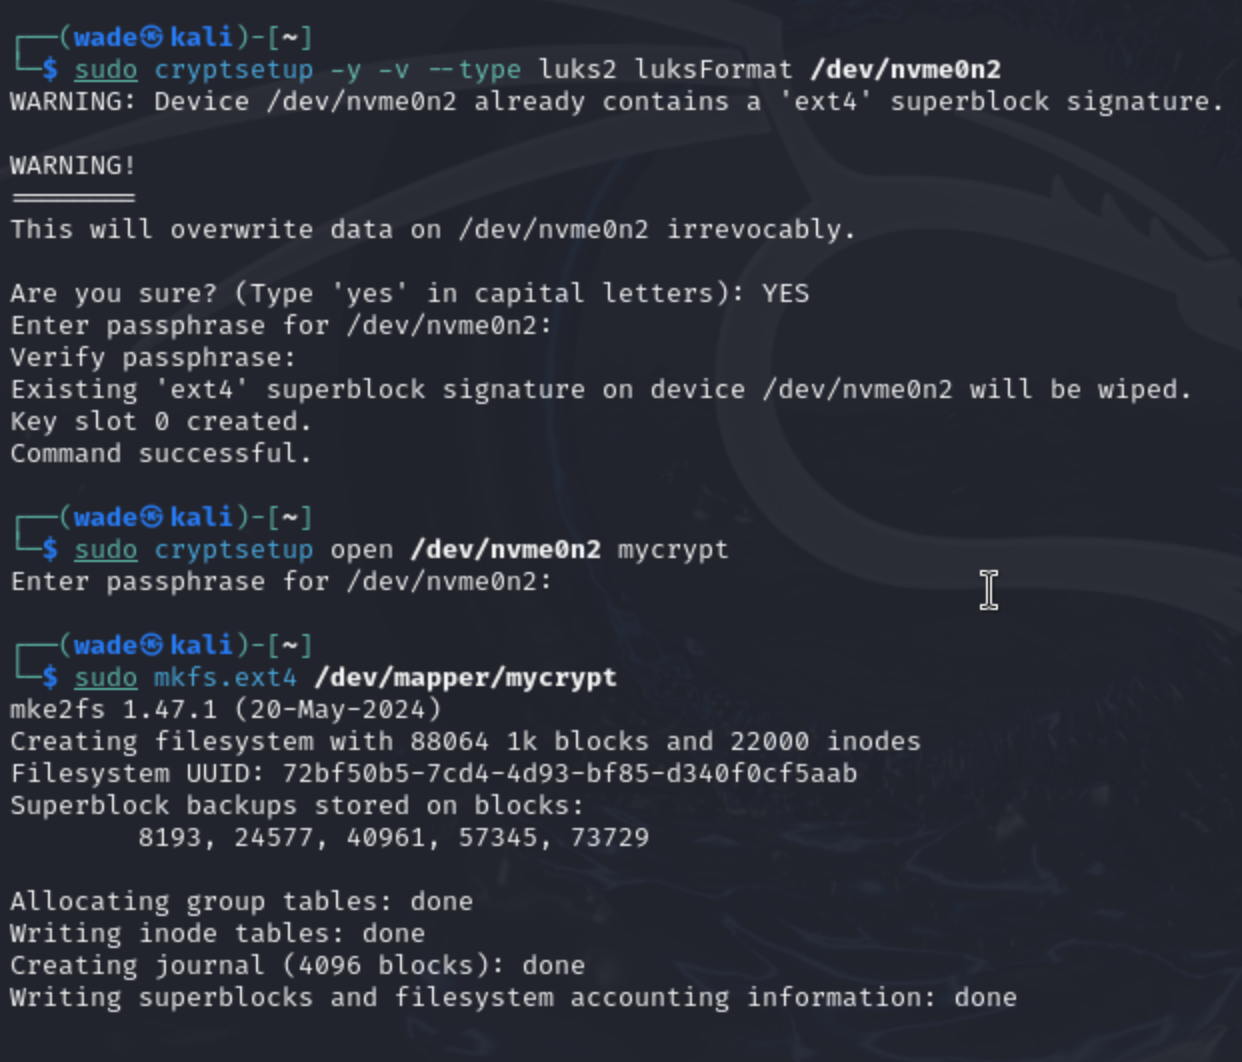 ┌──(wade㉿kali)-[~]
└─$ sudo cryptsetup -y -v --type luks2 luksFormat /dev/nvme0n2
WARNING: Device /dev/nvme0n2 already contains a 'ext4' superblock signature.
WARNING!
========
This will overwrite data on /dev/nvme0n2 irrevocably.
Are you sure? (Type 'yes' in capital letters): YES
Enter passphrase for /dev/nvme0n2:
Verify passphrase:
Existing 'ext4' superblock signature on device /dev/nvme0n2 will be wiped.
Key slot 0 created.
Command successful.
┌──(wade㉿kali)-[~]
└─$ sudo cryptsetup open /dev/nvme0n2 mycrypt
Enter passphrase for /dev/nvme0n2:
┌──(wade㉿kali)-[~]
└─$ sudo mkfs.ext4 /dev/mapper/mycrypt
mke2fs 1.47.1 (20-May-2024)
Creating filesystem with 88064 1k blocks and 22000 inodes
Filesystem UUID: 72bf50b5-7cd4-4d93-bf85-d340f0cf5aab
Superblock backups stored on blocks:
8193, 24577, 40961, 57345, 73729
Allocating group tables: done
Writing inode tables: done
Creating journal (4096 blocks): done
Writing superblocks and filesystem accounting information: done